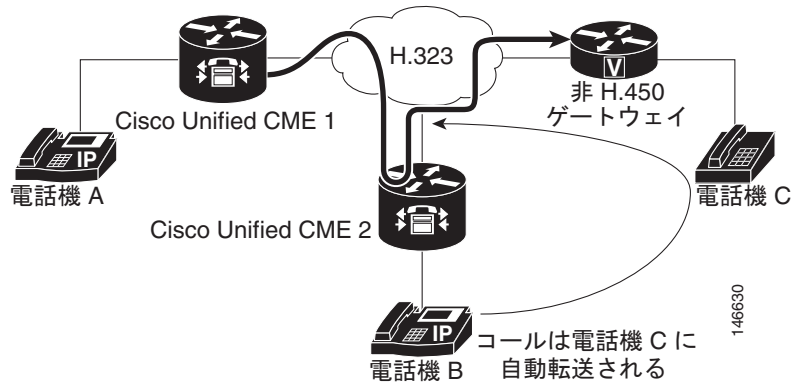 H.323
V
Cisco Unified CME 1
非 H.450
ゲートウェイ
IP
電話機 A
電話機 C
Cisco Unified CME 2
IP
電話機 B
コールは電話機 C に
自動転送される
146630